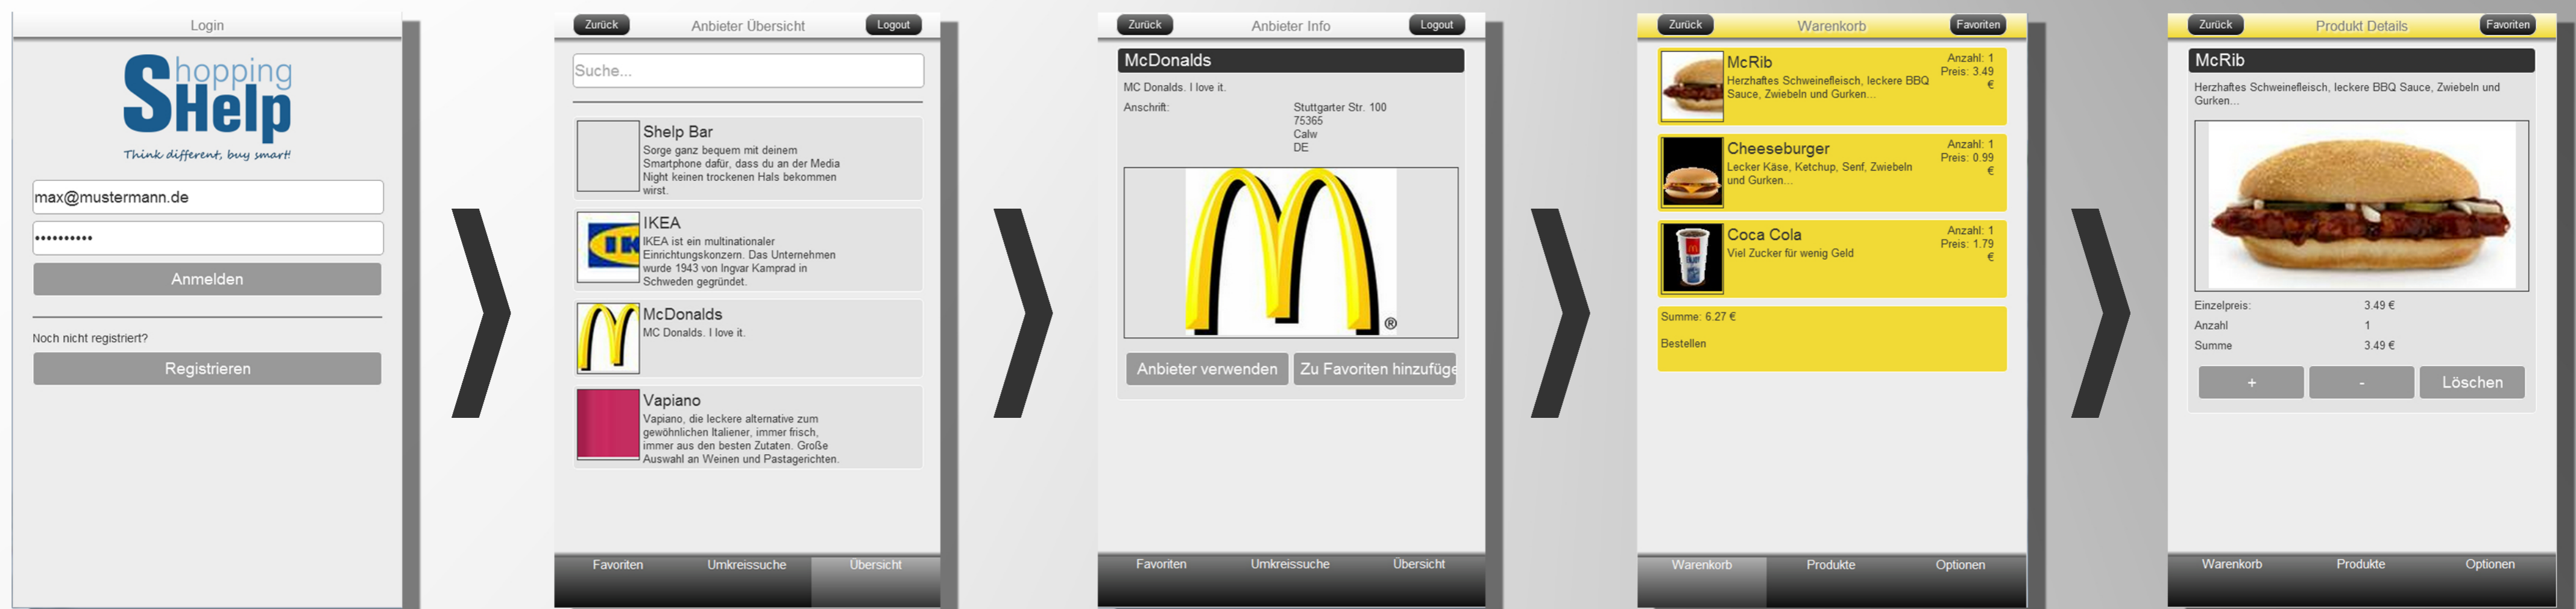 Login
Shopping
SHelp
Think different, buy smart!
max@mustermann.de
••••••••••
Anmelden
Noch nicht registriert?
Registrieren
Zurück
Anbieter Übersicht
Logout
Suche...
Shelp Bar
Sorge ganz bequem mit deinem
Smartphone dafür, dass du an der Media
Night keinen trockenen Hals bekommen
wirst.
IK
IKEA
IKEA ist ein multinationaler
Einrichtungskonzern. Das Unternehmen
wurde 1943 von Ingvar Kamprad in
Schweden gegründet.
McDonalds
MC Donalds. I love it.
Vapiano
Vapiano, die leckere alternative zum
gewöhnlichen Italiener, immer frisch,
immer aus den besten Zutaten. Große
Auswahl an Weinen und Pastagerichten.
Favoriten
Umkreissuche
Übersicht
Zurück
Anbieter Info
Logout
McDonalds
MC Donalds. I love it.
Anschrift:
Stuttgarter Str. 100
75365
Calw
DE
®
Anbieter verwenden
Zu Favoriten hinzufüge
Favoriten
Umkreissuche
Übersicht
Zurück
Warenkorb
Favoriten
McRib
Herzhaftes Schweinefleisch, leckere BBQ
Sauce, Zwiebeln und Gurken...
Anzahl: 1
Preis: 3.49
€
Cheeseburger
Lecker Käse, Ketchup, Senf, Zwiebeln
und Gurken...
Anzahl: 1
Preis: 0.99
€
Coca Cola
Viel Zucker für wenig Geld
Anzahl: 1
Preis: 1.79
€
Summe: 6.27 €
Bestellen
Warenkorb
Produkte
Optionen
Zurück
Produkt Details
Favoriten
McRib
Herzhaftes Schweinefleisch, leckere BBQ Sauce, Zwiebeln und
Gurken...
Einzelpreis: 3.49 €
Anzahl 1
Summe 3.49 €
+
-
Löschen
Warenkorb
Produkte
Optionen